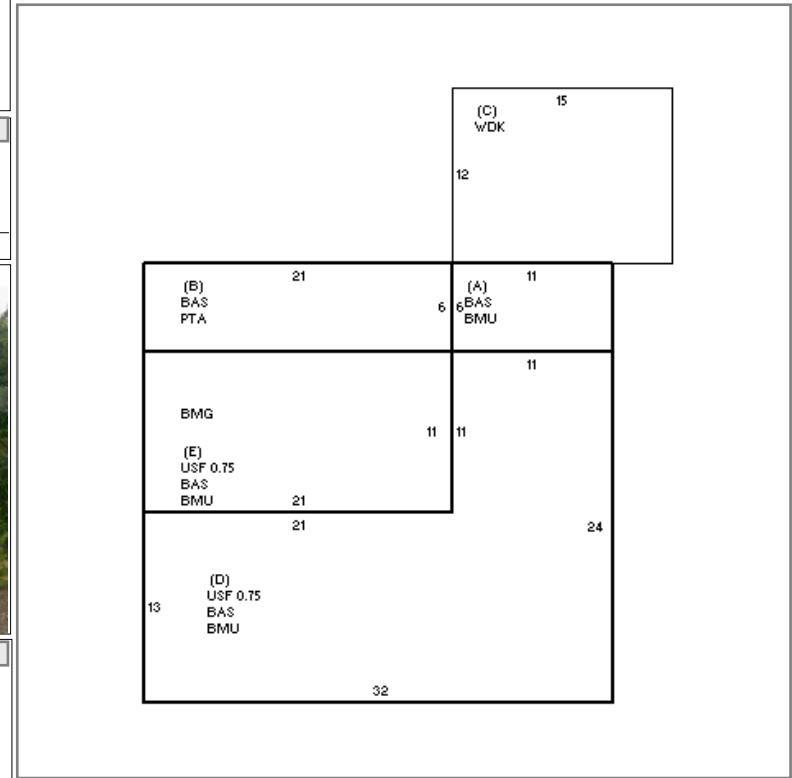 15
(C)
WDK
12
21
11
(B)
BAS
PTA
6
6
(A)
BAS
BMU
11
BMG
11
11
(E)
USF 0.75
BAS
BMU
21
21
24
(D)
USF 0.75
BAS
BMU
13
32